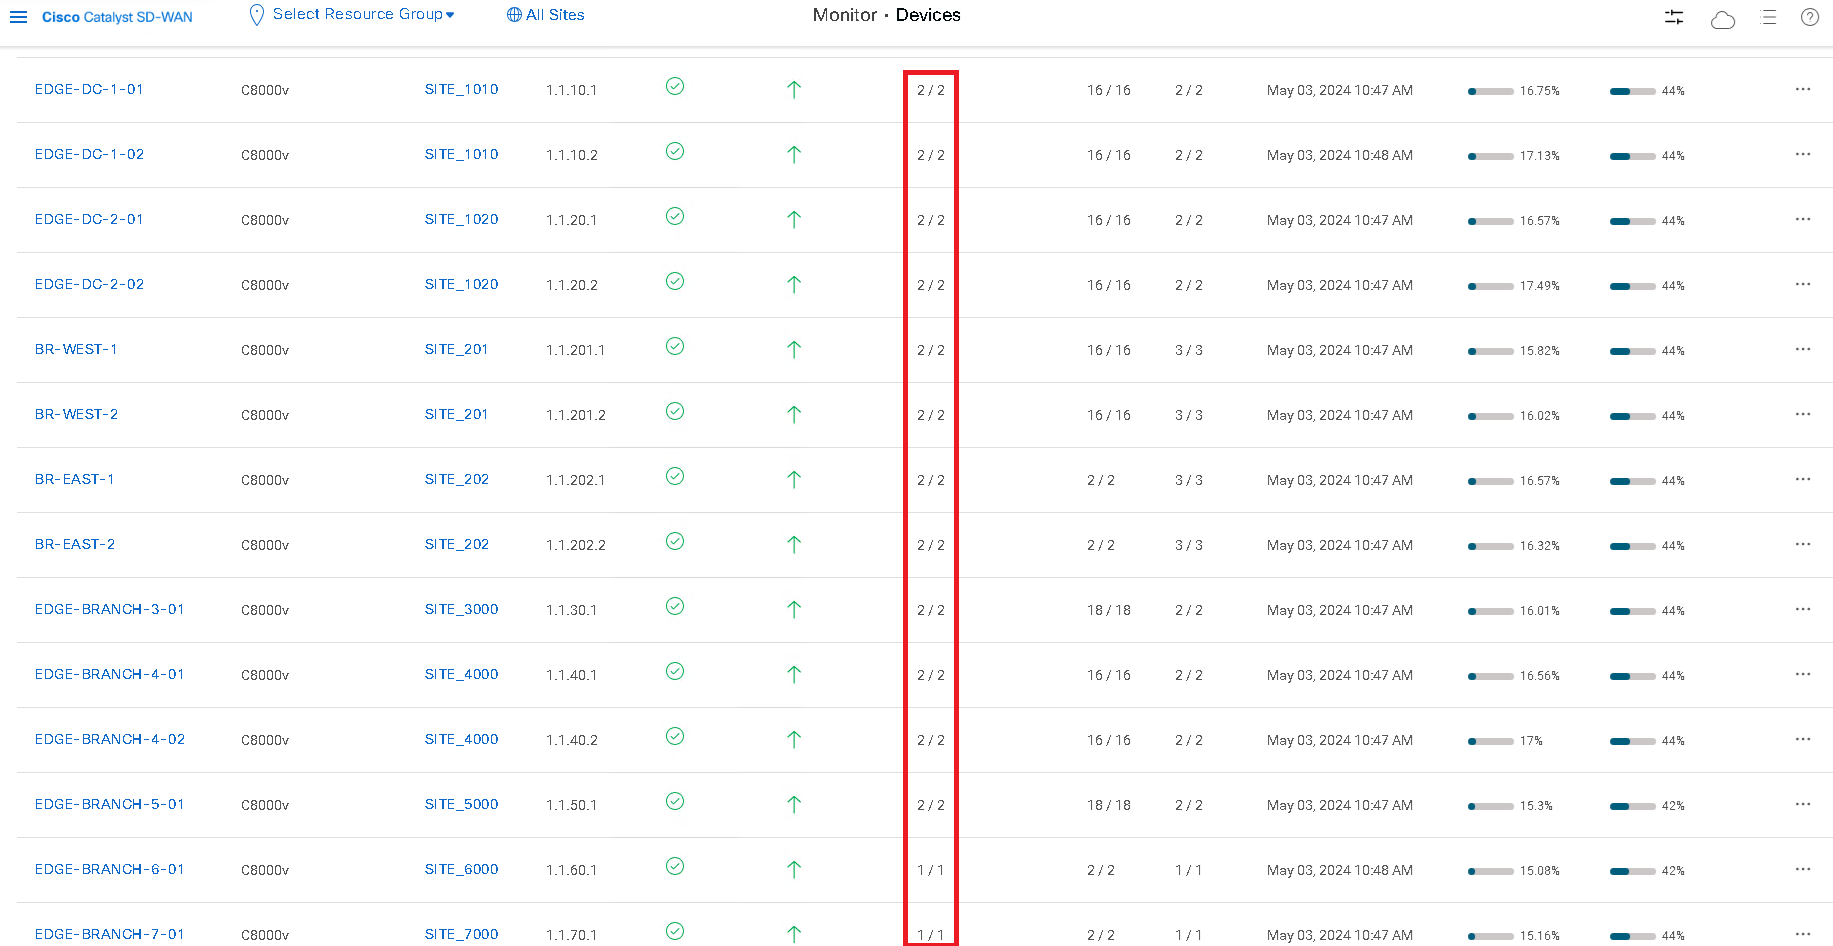 Cisco Catalyst SD-WAN Select Resource Group All Sites Monitor · Devices
EDGE-DC-1-01 C8000v SITE_1010 1.1.10.1 2 / 2 16 / 16 2 / 2 May 03, 2024 10:47 AM 16.75% 44% ...
EDGE-DC-1-02 C8000v SITE_1010 1.1.10.2 2 / 2 16 / 16 2 / 2 May 03, 2024 10:48 AM 17.13% 44% ...
EDGE-DC-2-01 C8000v SITE_1020 1.1.20.1 2 / 2 16 / 16 2 / 2 May 03, 2024 10:47 AM 16.57% 44% ...
EDGE-DC-2-02 C8000v SITE_1020 1.1.20.2 2 / 2 16 / 16 2 / 2 May 03, 2024 10:47 AM 17.49% 44% ...
BR-WEST-1 C8000v SITE_201 1.1.201.1 2 / 2 16 / 16 3 / 3 May 03, 2024 10:47 AM 15.82% 44% ...
BR-WEST-2 C8000v SITE_201 1.1.201.2 2 / 2 16 / 16 3 / 3 May 03, 2024 10:47 AM 16.02% 44% ...
BR-EAST-1 C8000v SITE_202 1.1.202.1 2 / 2 2 / 2 3 / 3 May 03, 2024 10:47 AM 16.57% 44% ...
BR-EAST-2 C8000v SITE_202 1.1.202.2 2 / 2 2 / 2 3 / 3 May 03, 2024 10:47 AM 16.32% 44% ...
EDGE-BRANCH-3-01 C8000v SITE_3000 1.1.30.1 2 / 2 18 / 18 2 / 2 May 03, 2024 10:47 AM 16.01% 44% ...
EDGE-BRANCH-4-01 C8000v SITE_4000 1.1.40.1 2 / 2 16 / 16 2 / 2 May 03, 2024 10:47 AM 16.56% 44% ...
EDGE-BRANCH-4-02 C8000v SITE_4000 1.1.40.2 2 / 2 16 / 16 2 / 2 May 03, 2024 10:47 AM 17% 44% ...
EDGE-BRANCH-5-01 C8000v SITE_5000 1.1.50.1 2 / 2 18 / 18 2 / 2 May 03, 2024 10:47 AM 15.3% 42% ...
EDGE-BRANCH-6-01 C8000v SITE_6000 1.1.60.1 1 / 1 2 / 2 1 / 1 May 03, 2024 10:48 AM 15.08% 42% ...
EDGE-BRANCH-7-01 C8000v SITE_7000 1.1.70.1 1 / 1 2 / 2 1 / 1 May 03, 2024 10:47 AM 15.16% 44% ...